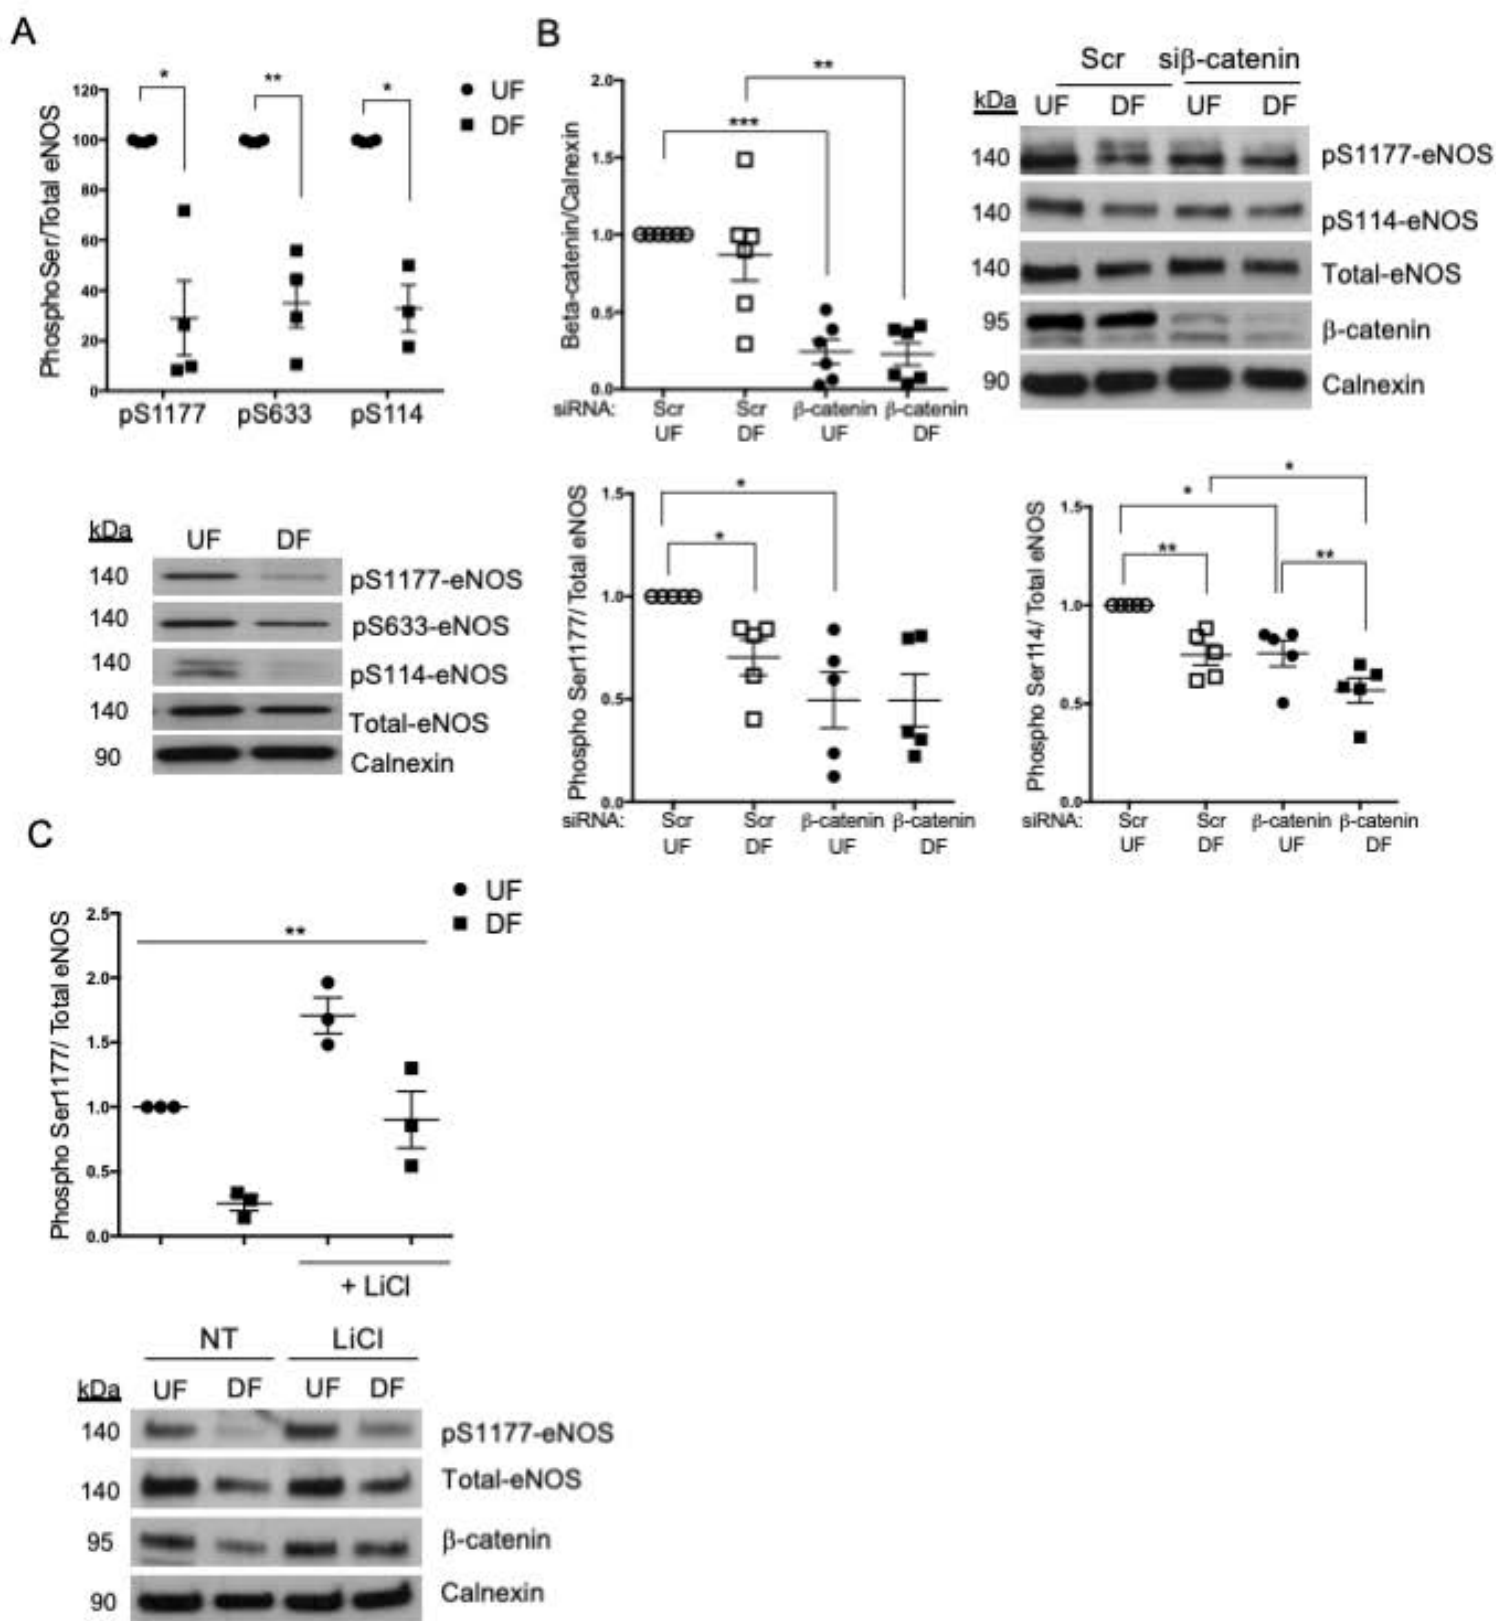 A
PhosphoSer/Total eNOS
120
100
80
60
40
20
0
*
**
*
UF
DF
pS1177
pS633
pS114
kDa
UF
DF
140
pS1177-eNOS
140
pS633-eNOS
140
pS114-eNOS
140
Total-eNOS
90
Calnexin
B
Beta-catenin/Calnexin
2.0
1.5
1.0
0.5
0.0
**
***
siRNA:
Scr
Scr
β-catenin
β-catenin
UF
DF
UF
DF
Scr
siβ-catenin
kDa
UF
DF
UF
DF
140
pS1177-eNOS
140
pS114-eNOS
140
Total-eNOS
95
β-catenin
90
Calnexin
Phospho Ser1177/ Total eNOS
1.5
1.0
0.5
0.0
*
*
siRNA:
Scr
Scr
β-catenin
β-catenin
UF
DF
UF
DF
Phospho Ser114/ Total eNOS
1.5
1.0
0.5
0.0
*
*
**
**
siRNA:
Scr
Scr
β-catenin
β-catenin
UF
DF
UF
DF
C
Phospho Ser1177/ Total eNOS
2.5
2.0
1.5
1.0
0.5
0.0
**
UF
DF
+ LiCl
NT
LiCl
kDa
UF
DF
UF
DF
140
pS1177-eNOS
140
Total-eNOS
95
β-catenin
90
Calnexin